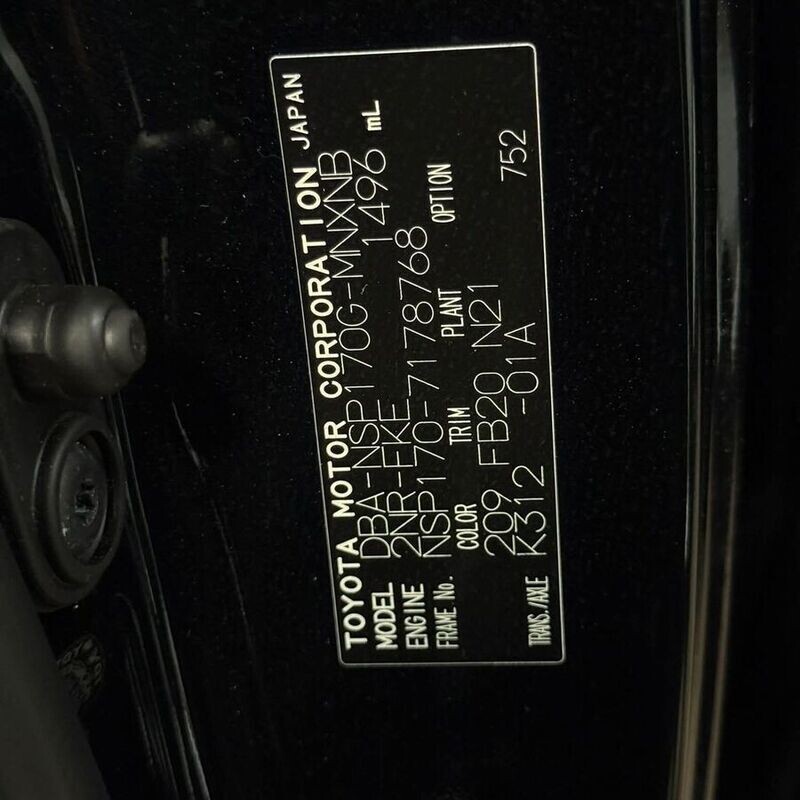 TOYOTA MOTOR CORPORATION JAPAN
MODEL DBA-NSP170G-MNXNB
ENGINE 2NR-FKE 1496 mL
FRAME No. NSP170-7178768
COLOR TRIM PLANT OPTION
209 FB20 N21 752
TRANS./AXLE K312 -01A